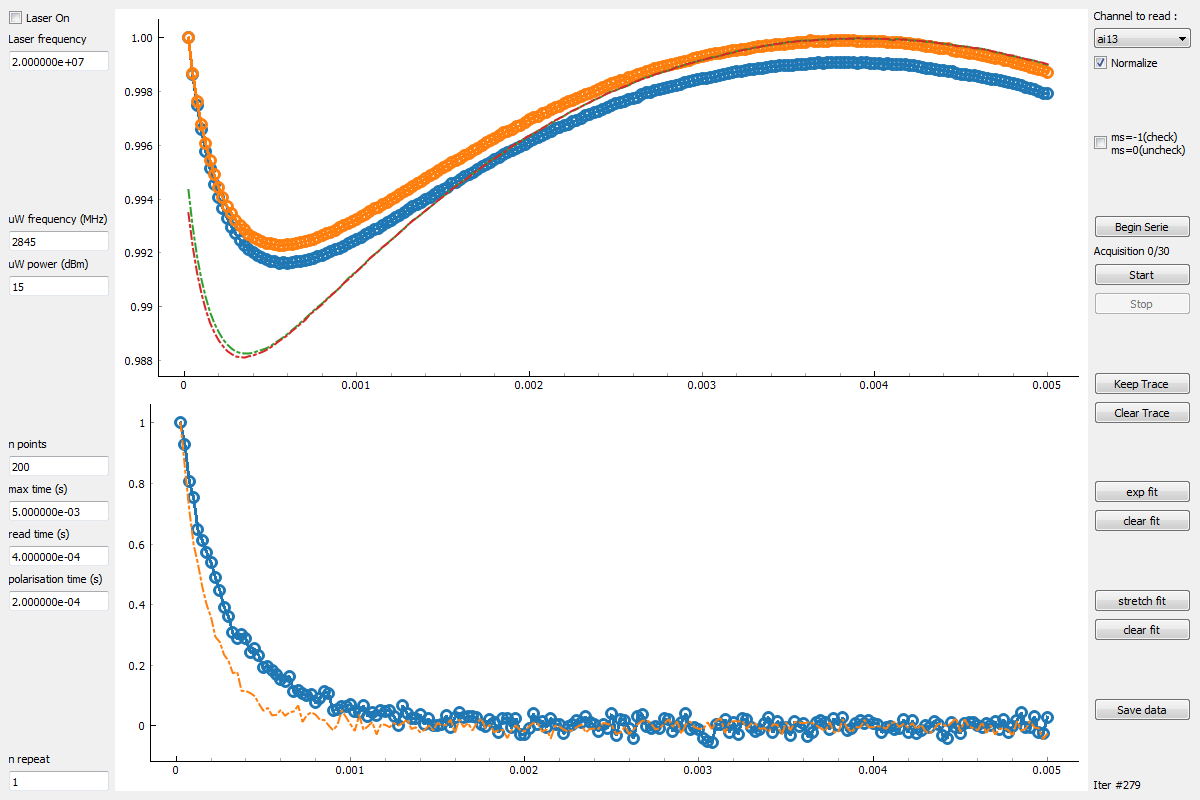 Laser On
Laser frequency
2.000000e+07
uW frequency (MHz)
2845
uW power (dBm)
15
n points
200
max time (s)
5.000000e-03
read time (s)
4.000000e-04
polarisation time (s)
2.000000e-04
n repeat
1
1.00
0.998
0.996
0.994
0.992
0.99
0.988
0
0.001
0.002
0.003
0.004
0.005
1
0.8
0.6
0.4
0.2
0
0
0.001
0.002
0.003
0.004
0.005
Channel to read :
ai13
Normalize
ms=-1(check)
ms=0(uncheck)
Begin Serie
Acquisition 0/30
Start
Stop
Keep Trace
Clear Trace
exp fit
clear fit
stretch fit
clear fit
Save data
Iter #279